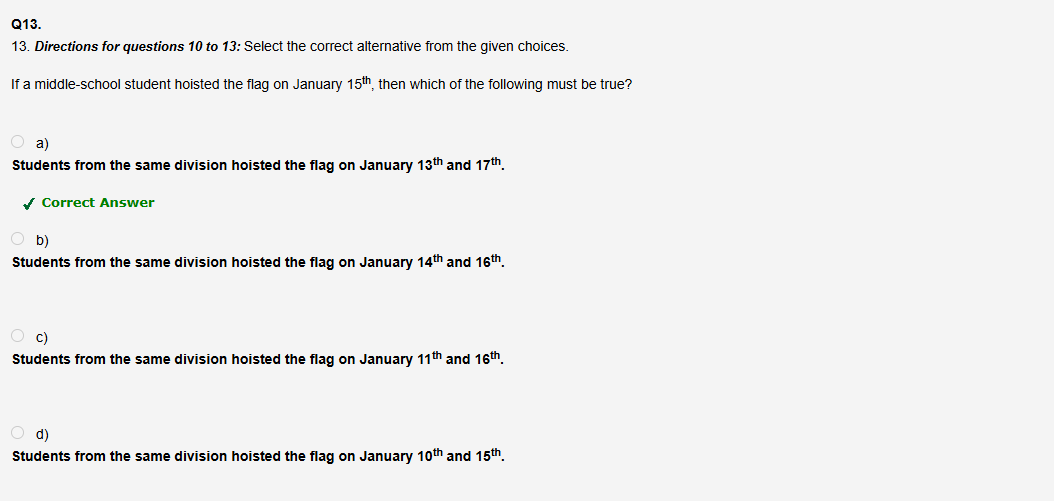 Q13.
13. Directions for questions 10 to 13: Select the correct alternative from the given choices.
If a middle-school student hoisted the flag on January 15th, then which of the following must be true?
a)
Students from the same division hoisted the flag on January 13th and 17th.
✓ Correct Answer
b)
Students from the same division hoisted the flag on January 14th and 16th.
c)
Students from the same division hoisted the flag on January 11th and 16th.
d)
Students from the same division hoisted the flag on January 10th and 15th.